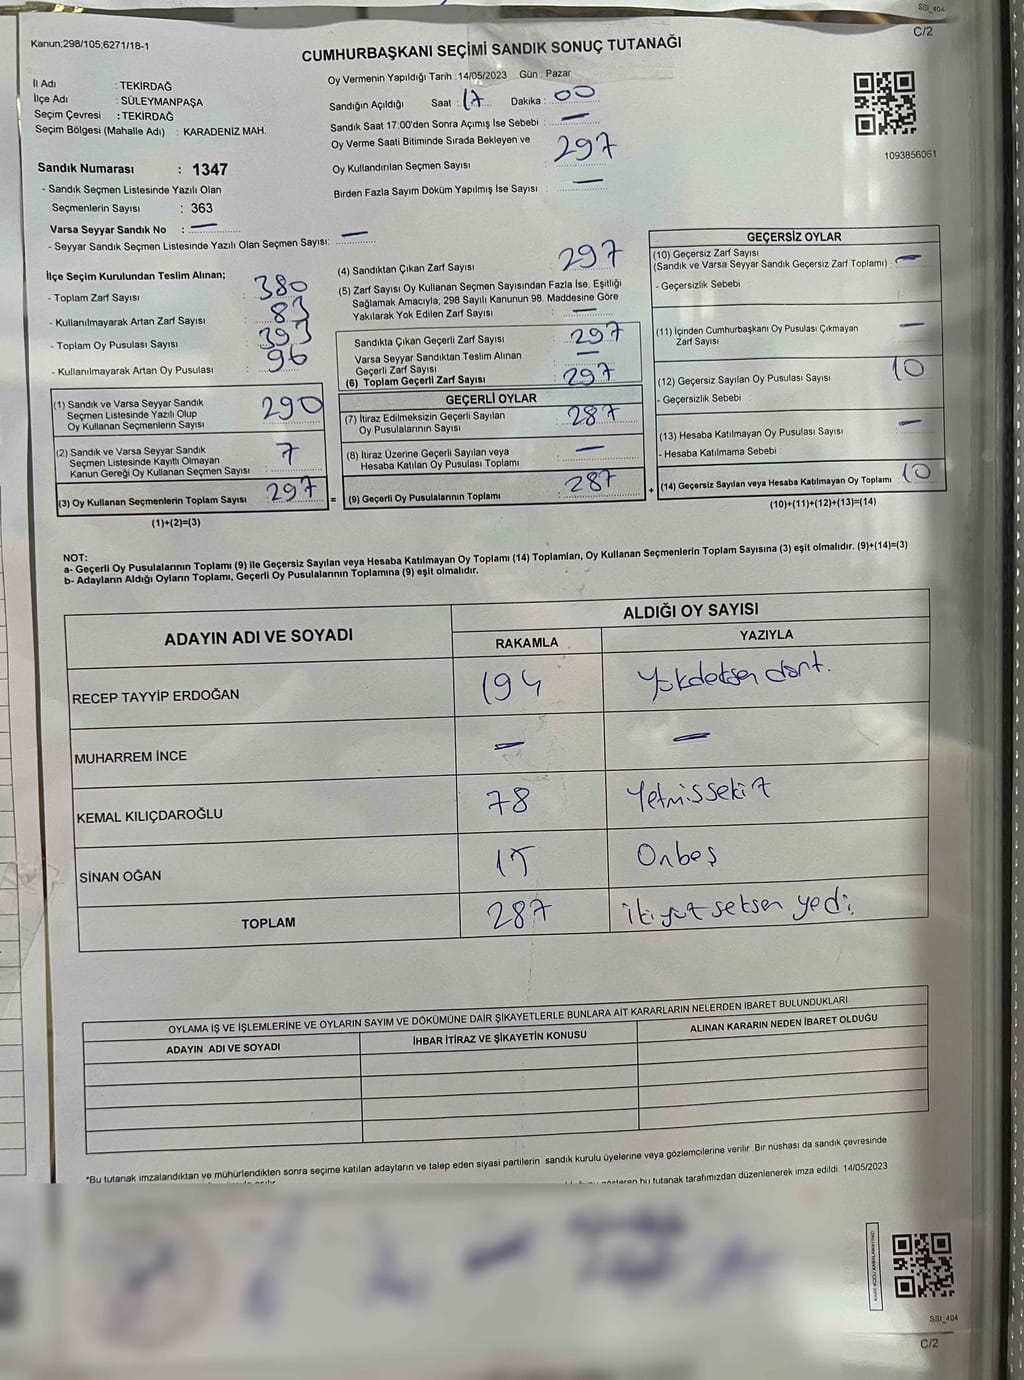 SSI_404
C/2
Kanun;298/105;6271/18-1
CUMHURBAŞKANI SEÇİMİ SANDIK SONUÇ TUTANAĞI
İl Adı : TEKİRDAĞ
İlçe Adı : SÜLEYMANPAŞA
Seçim Çevresi : TEKİRDAĞ
Seçim Bölgesi (Mahalle Adı) : KARADENİZ MAH.
Oy Vermenin Yapıldığı Tarih : 14/05/2023 Gün : Pazar
Sandığın Açıldığı Saat : 17 Dakika : 00
Sandık Saat 17:00'den Sonra Açımış İse Sebebi : —
Oy Verme Saati Bitiminde Sırada Bekleyen ve
Oy Kullandırılan Seçmen Sayısı : 297
Birden Fazla Sayım Döküm Yapılmış İse Sayısı : —
1093856061
Sandık Numarası : 1347
- Sandık Seçmen Listesinde Yazılı Olan
Seçmenlerin Sayısı : 363
Varsa Seyyar Sandık No : —
- Seyyar Sandık Seçmen Listesinde Yazılı Olan Seçmen Sayısı: —
İlçe Seçim Kurulundan Teslim Alınan;
- Toplam Zarf Sayısı : 380
- Kullanılmayarak Artan Zarf Sayısı : 83
- Toplam Oy Pusulası Sayısı : 393
- Kullanılmayarak Artan Oy Pusulası : 96
(1) Sandık ve Varsa Seyyar Sandık
Seçmen Listesinde Yazılı Olup
Oy Kullanan Seçmenlerin Sayısı : 290
(2) Sandık ve Varsa Seyyar Sandık
Seçmen Listesinde Kayıtlı Olmayan
Kanun Gereği Oy Kullanan Seçmen Sayısı : 7
(3) Oy Kullanan Seçmenlerin Toplam Sayısı 297 =
(1)+(2)=(3)
(4) Sandıktan Çıkan Zarf Sayısı : 297
(5) Zarf Sayısı Oy Kullanan Seçmen Sayısından Fazla İse, Eşitliği
Sağlamak Amacıyla; 298 Sayılı Kanunun 98. Maddesine Göre
Yakılarak Yok Edilen Zarf Sayısı : —
Sandıkta Çıkan Geçerli Zarf Sayısı : 297
Varsa Seyyar Sandıktan Teslim Alınan
Geçerli Zarf Sayısı : —
(6) Toplam Geçerli Zarf Sayısı : 297
GEÇERLİ OYLAR
(7) İtiraz Edilmeksizin Geçerli Sayılan
Oy Pusulalarının Sayısı : 287
(8) İtiraz Üzerine Geçerli Sayılan veya
Hesaba Katılan Oy Pusulası Toplamı : —
(9) Geçerli Oy Pusulalarının Toplamı : 287 +
GEÇERSİZ OYLAR
(10) Geçersiz Zarf Sayısı
(Sandık ve Varsa Seyyar Sandık Geçersiz Zarf Toplamı) : —
- Geçersizlik Sebebi :
(11) İçinden Cumhurbaşkanı Oy Pusulası Çıkmayan
Zarf Sayısı : —
(12) Geçersiz Sayılan Oy Pusulası Sayısı : 10
- Geçersizlik Sebebi
(13) Hesaba Katılmayan Oy Pusulası Sayısı : —
- Hesaba Katılmama Sebebi :
(14) Geçersiz Sayılan veya Hesaba Katılmayan Oy Toplamı : 10
(10)+(11)+(12)+(13)=(14)
NOT:
a- Geçerli Oy Pusulalarının Toplamı (9) ile Geçersiz Sayılan veya Hesaba Katılmayan Oy Toplamı (14) Toplamları, Oy Kullanan Seçmenlerin Toplam Sayısına (3) eşit olmalıdır. (9)+(14)=(3)
b- Adayların Aldığı Oyların Toplamı, Geçerli Oy Pusulalarının Toplamına (9) eşit olmalıdır.
ADAYIN ADI VE SOYADI
ALDIĞI OY SAYISI
RAKAMLA YAZIYLA
RECEP TAYYİP ERDOĞAN 194
MUHARREM İNCE — —
KEMAL KILIÇDAROĞLU 78 Yetmissekiz
SİNAN OĞAN 15 Onbeş
TOPLAM 287 ikiyüz seksen yedi
OYLAMA İŞ VE İŞLEMLERİNE VE OYLARIN SAYIM VE DÖKÜMÜNE DAİR ŞİKAYETLERLE BUNLARA AİT KARARLARIN NELERDEN İBARET BULUNDUKLARI
ADAYIN ADI VE SOYADI İHBAR İTİRAZ VE ŞİKAYETİN KONUSU ALINAN KARARIN NEDEN İBARET OLDUĞU
*Bu tutanak imzalandıktan ve mühürlendikten sonra seçime katılan adayların ve talep eden siyasi partilerin sandık kurulu üyelerine veya gözlemcilerine verilir. Bir nüshası da sandık çevresinde
bu tutanak tarafımızdan düzenlenerek imza edildi. 14/05/2023
SSI_404
C/2